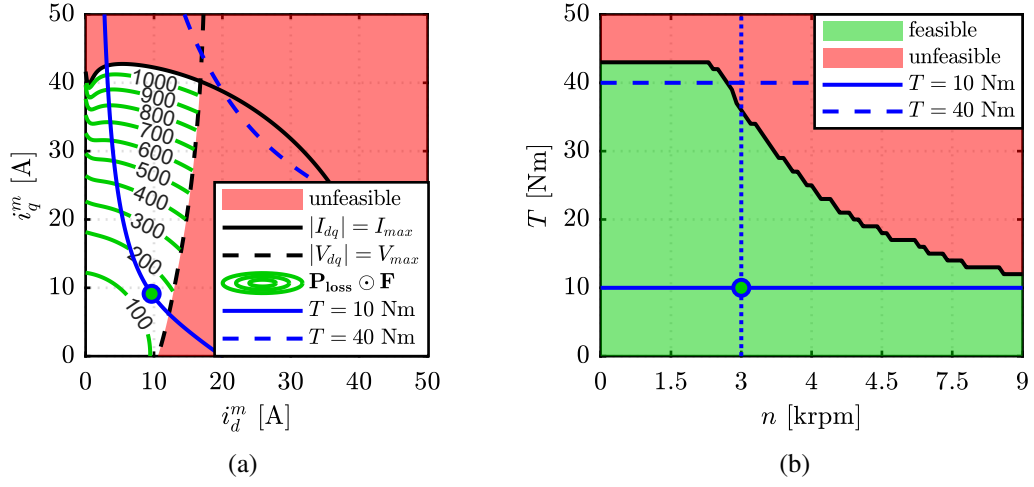 50
40
30
20
10
0
i_q^m [A]
1000
900
800
700
600
500
400
300
200
100
unfeasible
|I_dq| = I_max
|V_dq| = V_max
P_loss ⊙ F
T = 10 Nm
T = 40 Nm
0 10 20 30 40 50
i_d^m [A]
(a)
50
40
30
20
10
0
T [Nm]
feasible
unfeasible
T = 10 Nm
T = 40 Nm
0 1.5 3 4 4.5 7.5 9
n [krpm]
(b)